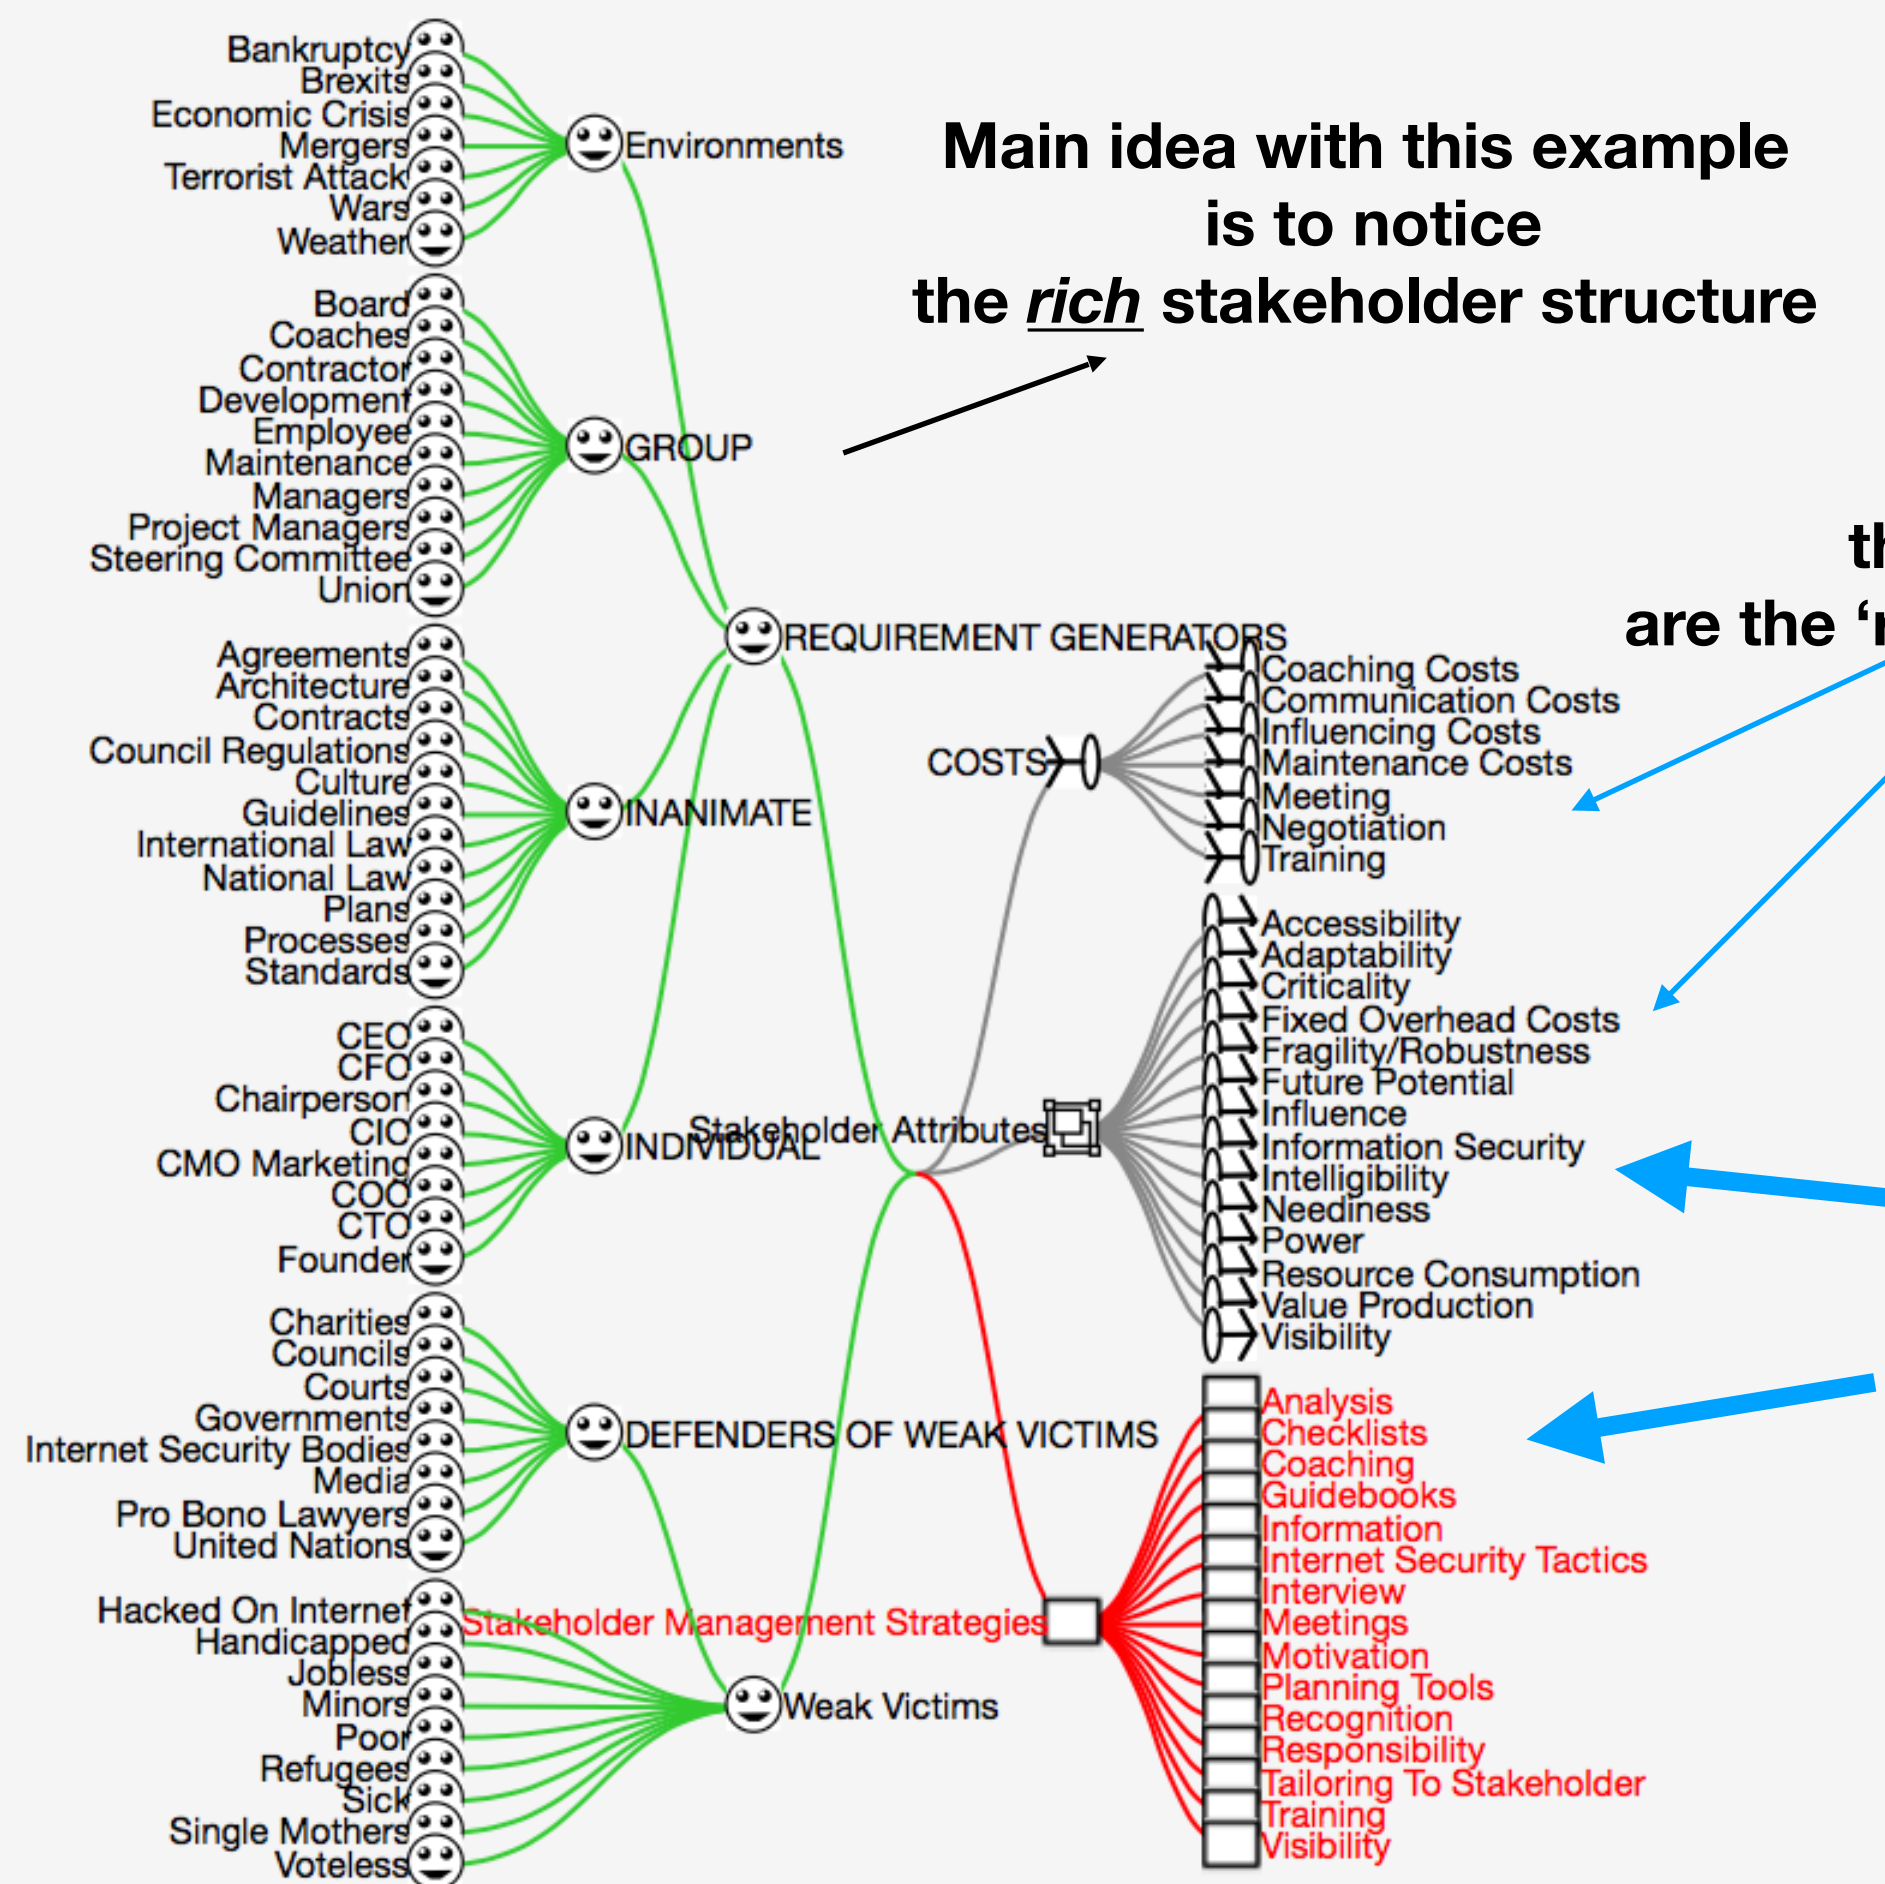 Bankruptcy
Brexits
Economic Crisis
Mergers
Terrorist Attack
Wars
Weather
Environments
Main idea with this example
is to notice
the rich stakeholder structure
Board
Coaches
Contractor
Development
Employee
Maintenance
Managers
Project Managers
Steering Committee
Union
GROUP
are the
Agreements
Architecture
Contracts
Council Regulations
Culture
Guidelines
International Law
National Law
Plans
Processes
Standards
INANIMATE
REQUIREMENT GENERATORS
COSTS
Coaching Costs
Communication Costs
Influencing Costs
Maintenance Costs
Meeting
Negotiation
Training
CEO
CFO
Chairperson
CIO
CMO Marketing
COO
CTO
Founder
INDIVIDUAL
Stakeholder Attributes
Accessibility
Adaptability
Criticality
Fixed Overhead Costs
Fragility/Robustness
Future Potential
Influence
Information Security
Intelligibility
Neediness
Power
Resource Consumption
Value Production
Visibility
Charities
Councils
Courts
Governments
Internet Security Bodies
Media
Pro Bono Lawyers
United Nations
DEFENDERS OF WEAK VICTIMS
Hacked On Internet
Handicapped
Jobless
Minors
Poor
Refugees
Sick
Single Mothers
Voteless
Weak Victims
Stakeholder Management Strategies
Analysis
Checklists
Coaching
Guidebooks
Information
Internet Security Tactics
Interview
Meetings
Motivation
Planning Tools
Recognition
Responsibility
Tailoring To Stakeholder
Training
Visibility